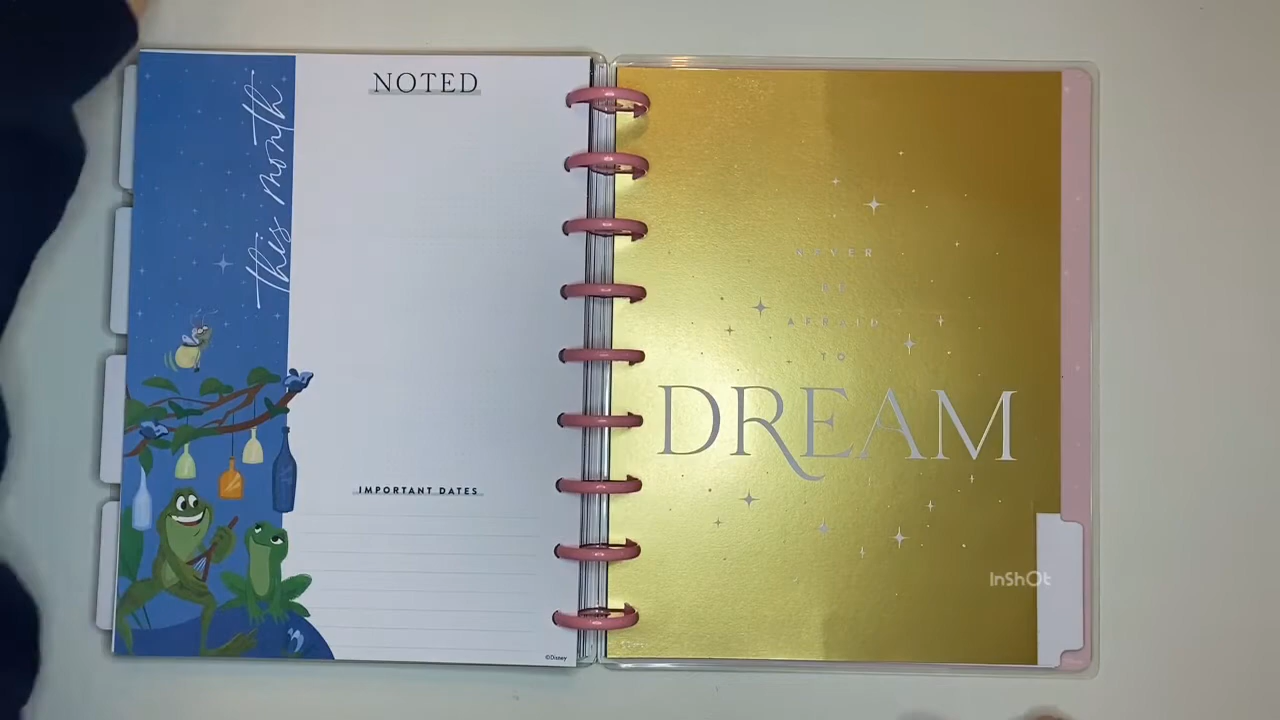 This month
NOTED
IMPORTANT DATES
©Disney
NEVER
BE
AFRAID
TO
DREAM
InShOt